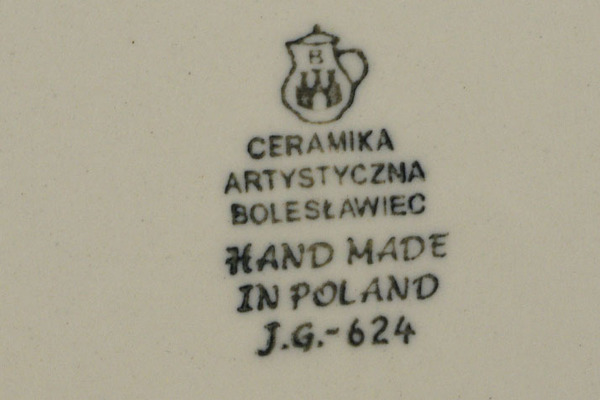 B
CERAMIKA
ARTYSTYCZNA
BOLESŁAWIEC
HAND MADE
IN POLAND
J.G.-624